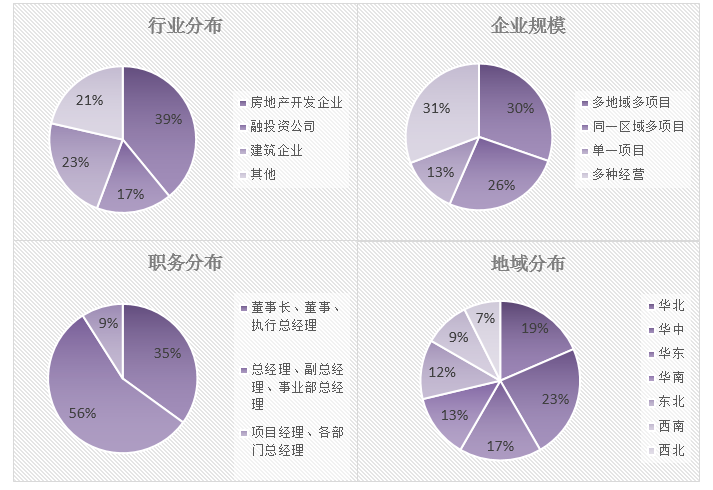 行业分布
39%
17%
23%
21%
房地产开发企业
融投资公司
建筑企业
其他
企业规模
30%
26%
13%
31%
多地域多项目
同一区域多项目
单一项目
多种经营
职务分布
35%
56%
9%
董事长、董事、
执行总经理
总经理、副总经
理、事业部总经
理
项目经理、各部
门总经理
地域分布
19%
23%
17%
13%
12%
9%
7%
华北
华中
华东
华南
东北
西南
西北